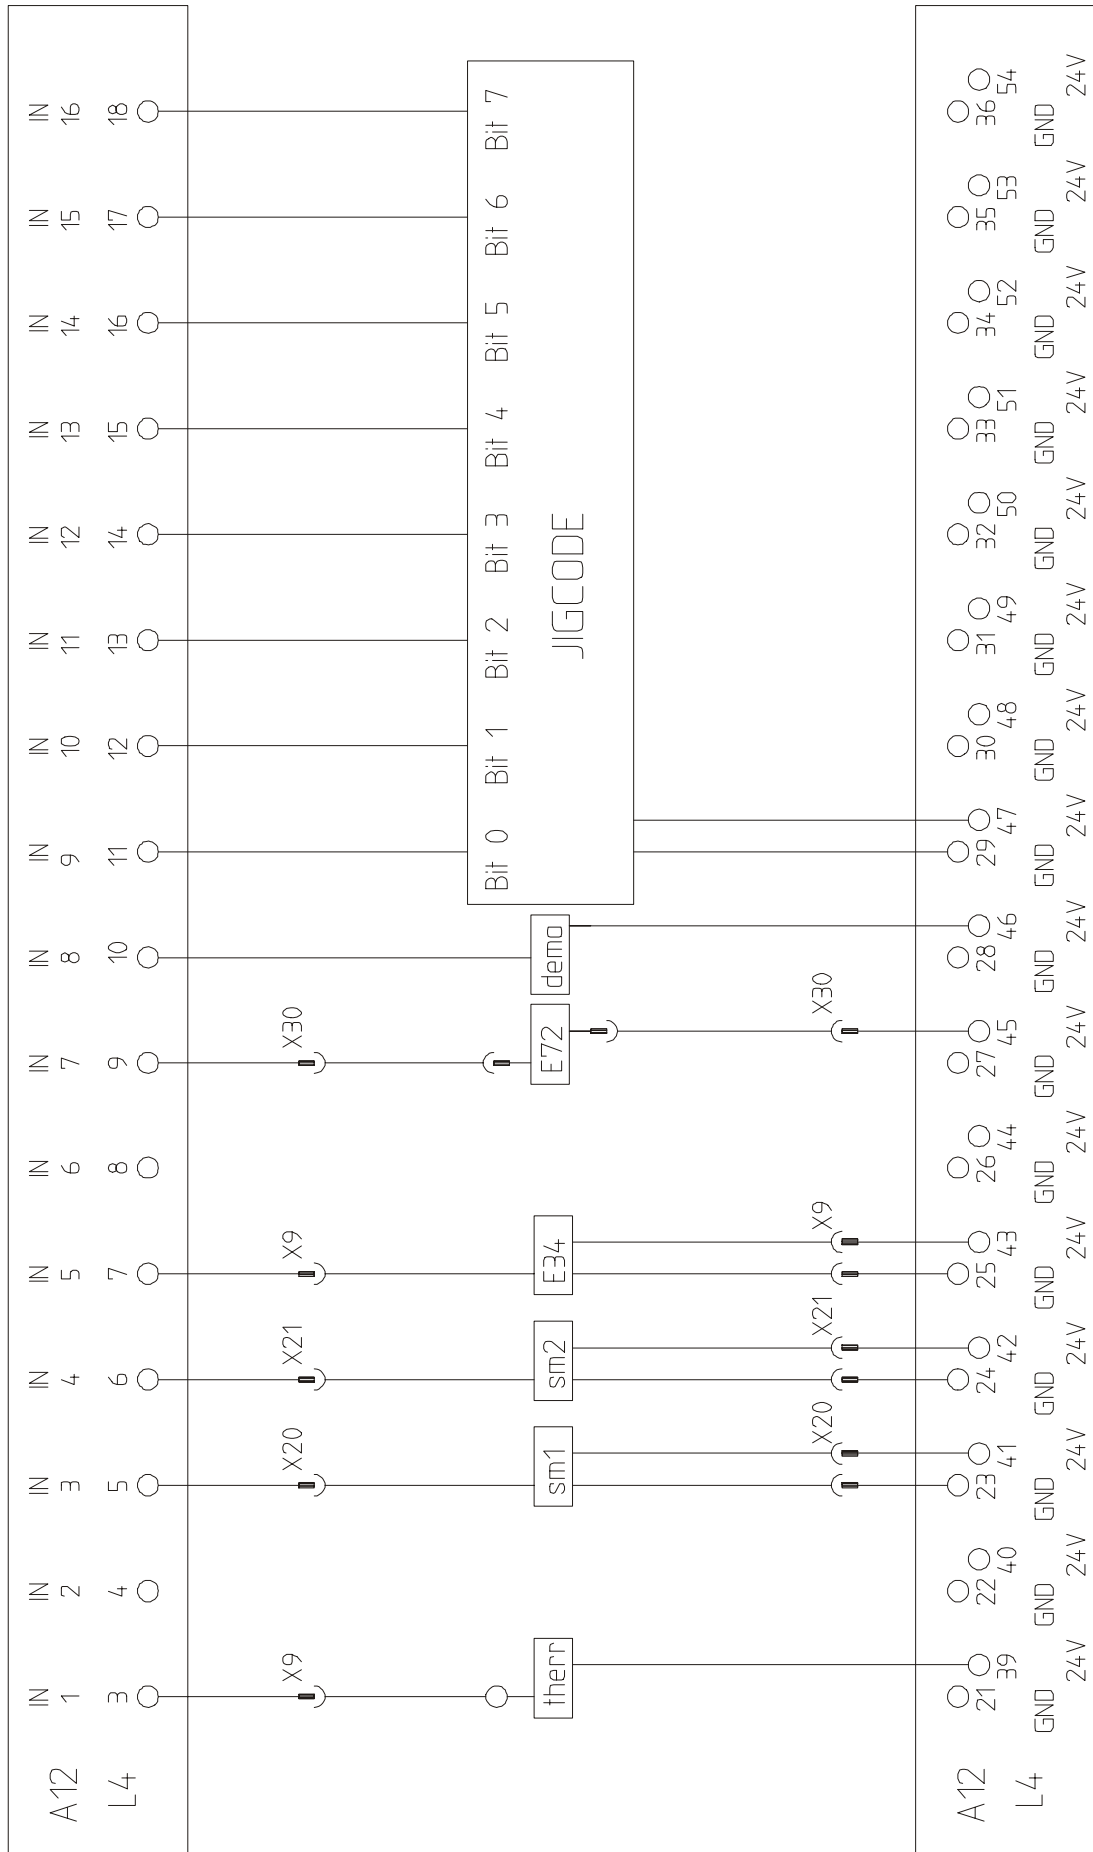 IN IN IN IN IN IN IN IN IN IN IN IN IN IN IN IN
A12 1 2 3 4 5 6 7 8 9 10 11 12 13 14 15 16
L4 3 4 5 6 7 8 9 10 11 12 13 14 15 16 17 18
X9 X20 X21 X9 X30
Bit 0 Bit 1 Bit 2 Bit 3 Bit 4 Bit 5 Bit 6 Bit 7
therr sm1 sm2 E34 E72 demo JIGCODE
X20 X21 X9 X30
A12 21 22 23 24 25 26 27 28 29 30 31 32 33 34 35 36
39 40 41 42 43 44 45 46 47 48 49 50 51 52 53 54
L4 GND GND GND GND GND GND GND GND GND GND GND GND GND GND GND GND
24V 24V 24V 24V 24V 24V 24V 24V 24V 24V 24V 24V 24V 24V 24V 24V